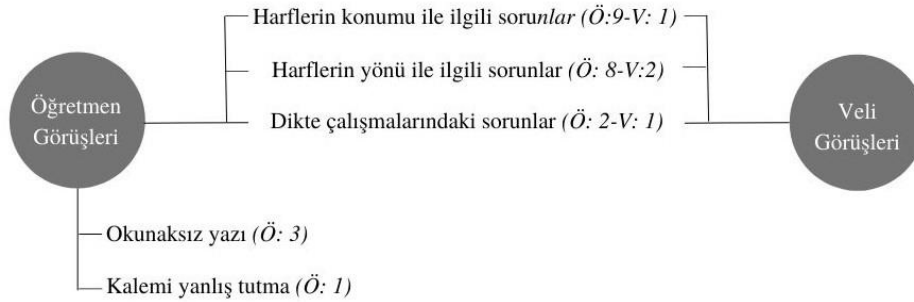 Harflerin konumu ile ilgili sorunlar (Ö:9-V: 1)
Harflerin yönü ile ilgili sorunlar (Ö: 8-V:2)
Dikte çalışmalarındaki sorunlar (Ö: 2-V: 1)
Öğretmen
Görüşleri
Veli
Görüşleri
Okunaksız yazı (Ö: 3)
Kalemi yanlış tutma (Ö: 1)